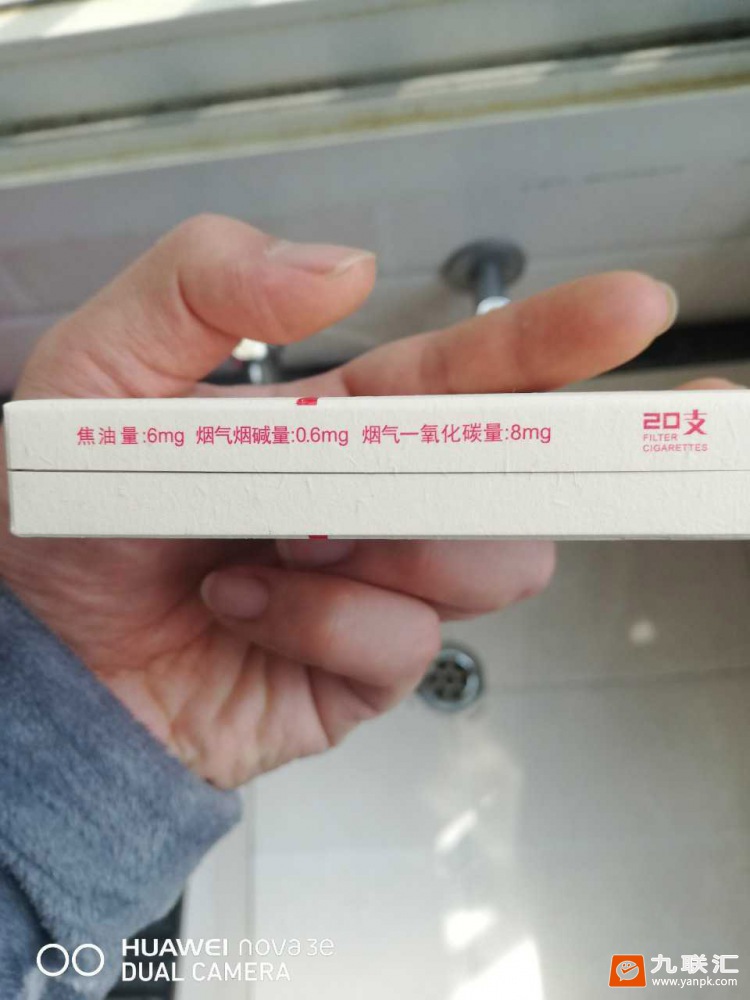 焦油量:6mg 烟气烟碱量:0.6mg 烟气一氧化碳量:8mg
20支
FILTER
CIGARETTES
HUAWEI nova 3e
DUAL CAMERA
九联汇
www.yanpk.com